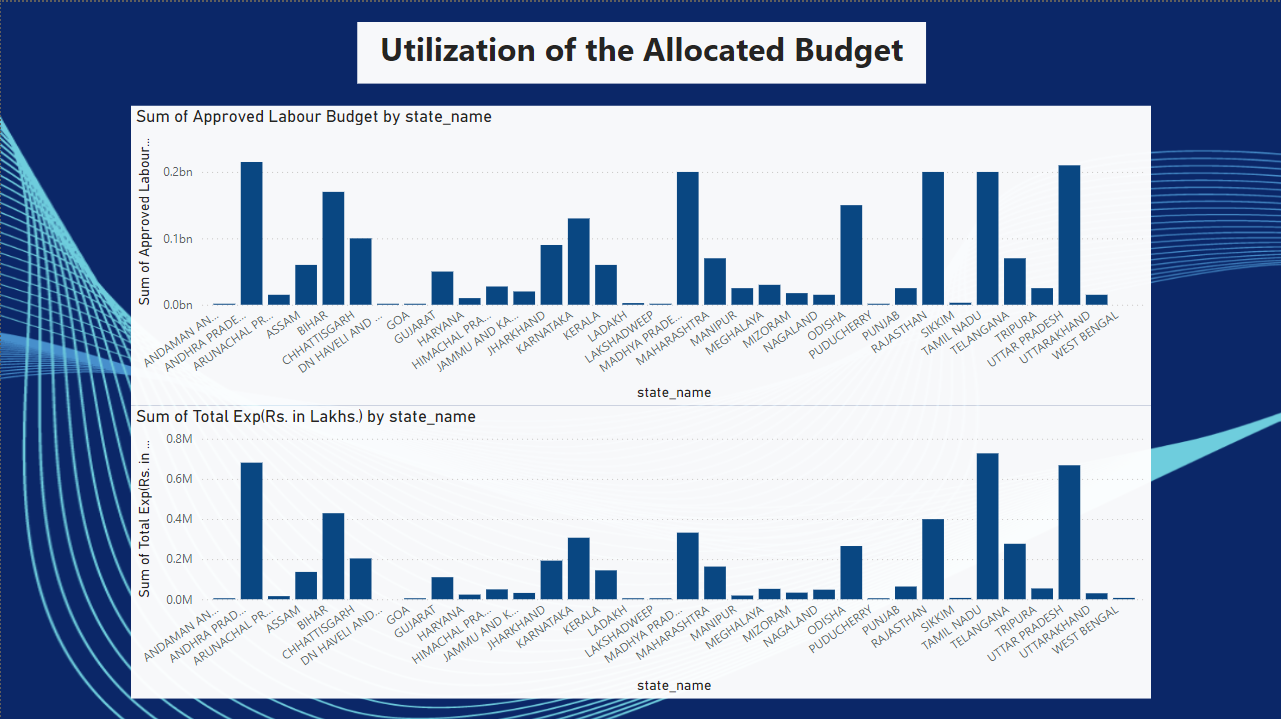 Utilization of the Allocated Budget
Sum of Approved Labour Budget by state_name
Sum of Approved Labour...
0.2bn
0.1bn
0.0bn
ANDAMAN AN...
ANDHRA PRADE...
ARUNACHAL PR...
ASSAM
BIHAR
CHHATTISGARH
DN HAVELI AND ...
GOA
GUJARAT
HARYANA
HIMACHAL PRA...
JAMMU AND KA...
JHARKHAND
KARNATAKA
KERALA
LADAKH
LAKSHADWEEP
MADHYA PRADE...
MAHARASHTRA
MANIPUR
MEGHALAYA
MIZORAM
NAGALAND
ODISHA
PUDUCHERRY
PUNJAB
RAJASTHAN
SIKKIM
TAMIL NADU
TELANGANA
TRIPURA
UTTAR PRADESH
UTTARAKHAND
WEST BENGAL
state_name
Sum of Total Exp(Rs. in Lakhs.) by state_name
Sum of Total Exp(Rs. in ...
0.8M
0.6M
0.4M
0.2M
0.0M
ANDAMAN AN...
ANDHRA PRAD...
ARUNACHAL PR...
ASSAM
BIHAR
CHHATTISGARH
DN HAVELI AND...
GOA
GUJARAT
HARYANA
HIMACHAL PRA...
JAMMU AND K...
JHARKHAND
KARNATAKA
KERALA
LADAKH
LAKSHADWEEP
MADHYA PRAD...
MAHARASHTRA
MANIPUR
MEGHALAYA
MIZORAM
NAGALAND
ODISHA
PUDUCHERRY
PUNJAB
RAJASTHAN
SIKKIM
TAMIL NADU
TELANGANA
TRIPURA
UTTAR PRADESH
UTTARAKHAND
WEST BENGAL
state_name